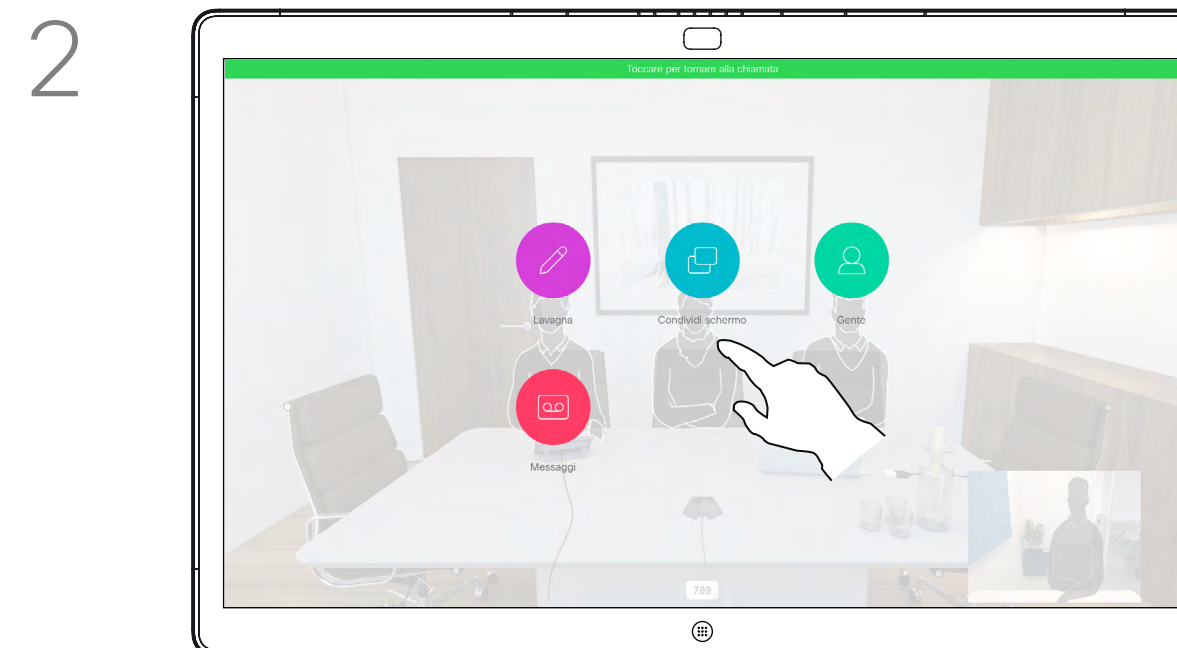 2
Toccare per tornare alla chiamata
Lavagna
Condividi schermo
Gente
Messaggi
789